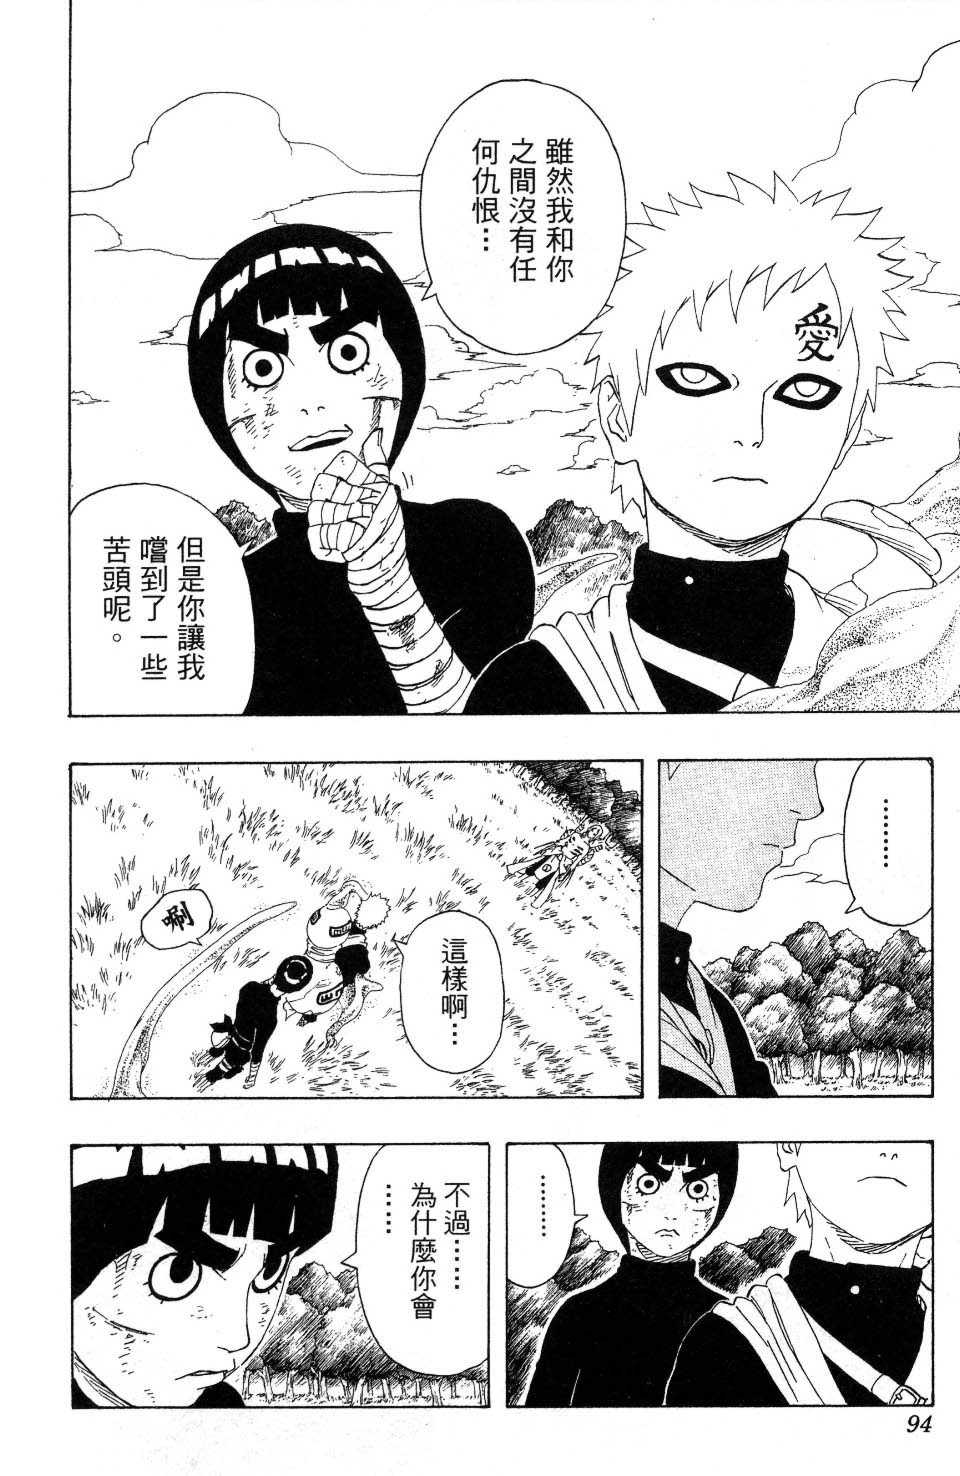 雖然我和你
之間沒有任
何仇恨…
愛
但是你讓我
嚐到了一些
苦頭呢。
………
這樣啊…
唰
………
不過……
為什麼你會
……
94